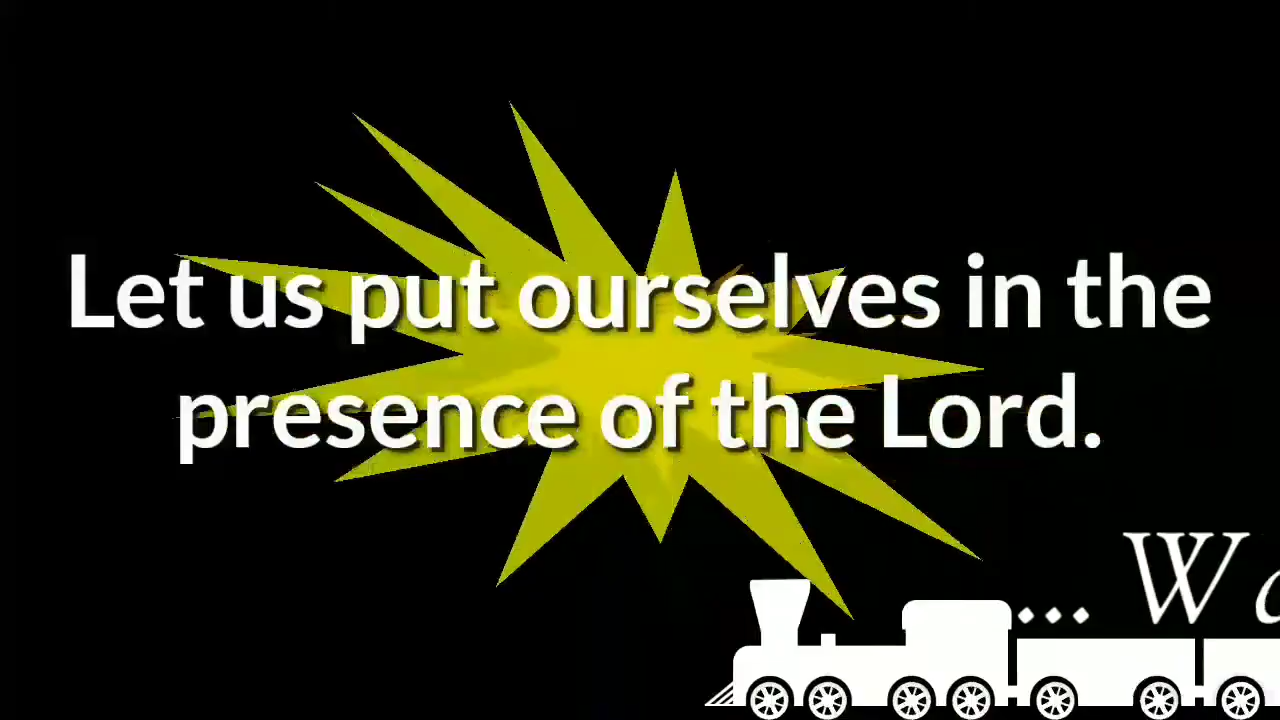 Let us put ourselves in the
presence of the Lord.
... W